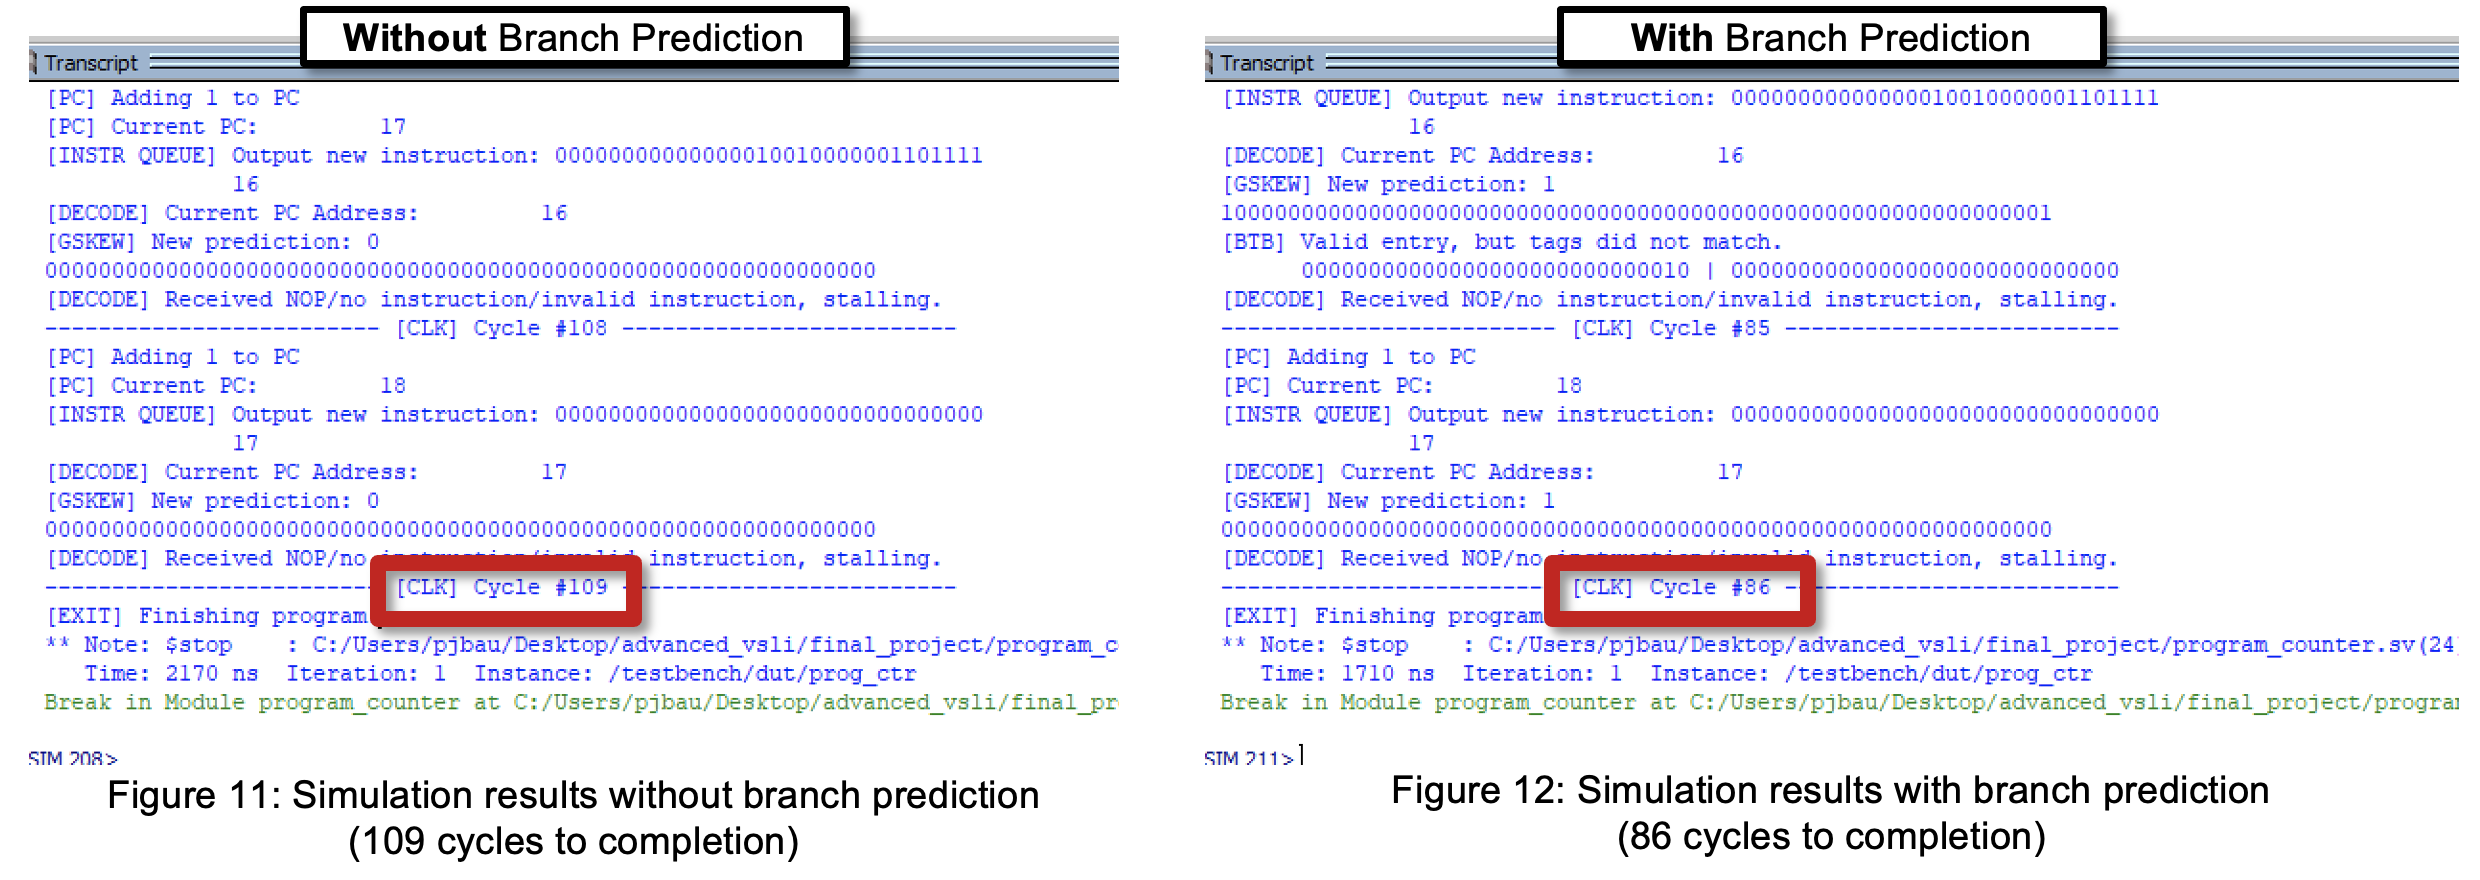 Without Branch Prediction
Transcript
[PC] Adding 1 to PC
[PC] Current PC: 17
[INSTR QUEUE] Output new instruction: 00000000000000010010000001101111
16
[DECODE] Current PC Address: 16
[GSKEW] New prediction: 0
00000000000000000000000000000000000000000000000000000000000000
[DECODE] Received NOP/no instruction/invalid instruction, stalling.
------------------------- [CLK] Cycle #108 -------------------------
[PC] Adding 1 to PC
[PC] Current PC: 18
[INSTR QUEUE] Output new instruction: 00000000000000000000000000000000
17
[DECODE] Current PC Address: 17
[GSKEW] New prediction: 0
00000000000000000000000000000000000000000000000000000000000000
[DECODE] Received NOP/no instruction/invalid instruction, stalling.
------------------------- [CLK] Cycle #109 -------------------------
[EXIT] Finishing program
** Note: $stop : C:/Users/pjbau/Desktop/advanced_vsli/final_project/program_c
Time: 2170 ns Iteration: 1 Instance: /testbench/dut/prog_ctr
Break in Module program_counter at C:/Users/pjbau/Desktop/advanced_vsli/final_pr
SIM 208>
Figure 11: Simulation results without branch prediction
(109 cycles to completion)
With Branch Prediction
Transcript
[INSTR QUEUE] Output new instruction: 00000000000000010010000001101111
16
[DECODE] Current PC Address: 16
[GSKEW] New prediction: 1
10000000000000000000000000000000000000000000000000000000000001
[BTB] Valid entry, but tags did not match.
00000000000000000000000000010 | 00000000000000000000000000000
[DECODE] Received NOP/no instruction/invalid instruction, stalling.
------------------------- [CLK] Cycle #85 -------------------------
[PC] Adding 1 to PC
[PC] Current PC: 18
[INSTR QUEUE] Output new instruction: 00000000000000000000000000000000
17
[DECODE] Current PC Address: 17
[GSKEW] New prediction: 1
00000000000000000000000000000000000000000000000000000000000000
[DECODE] Received NOP/no instruction/invalid instruction, stalling.
------------------------- [CLK] Cycle #86 -------------------------
[EXIT] Finishing program
** Note: $stop : C:/Users/pjbau/Desktop/advanced_vsli/final_project/program_counter.sv(24
Time: 1710 ns Iteration: 1 Instance: /testbench/dut/prog_ctr
Break in Module program_counter at C:/Users/pjbau/Desktop/advanced_vsli/final_project/progra
SIM 211>
Figure 12: Simulation results with branch prediction
(86 cycles to completion)